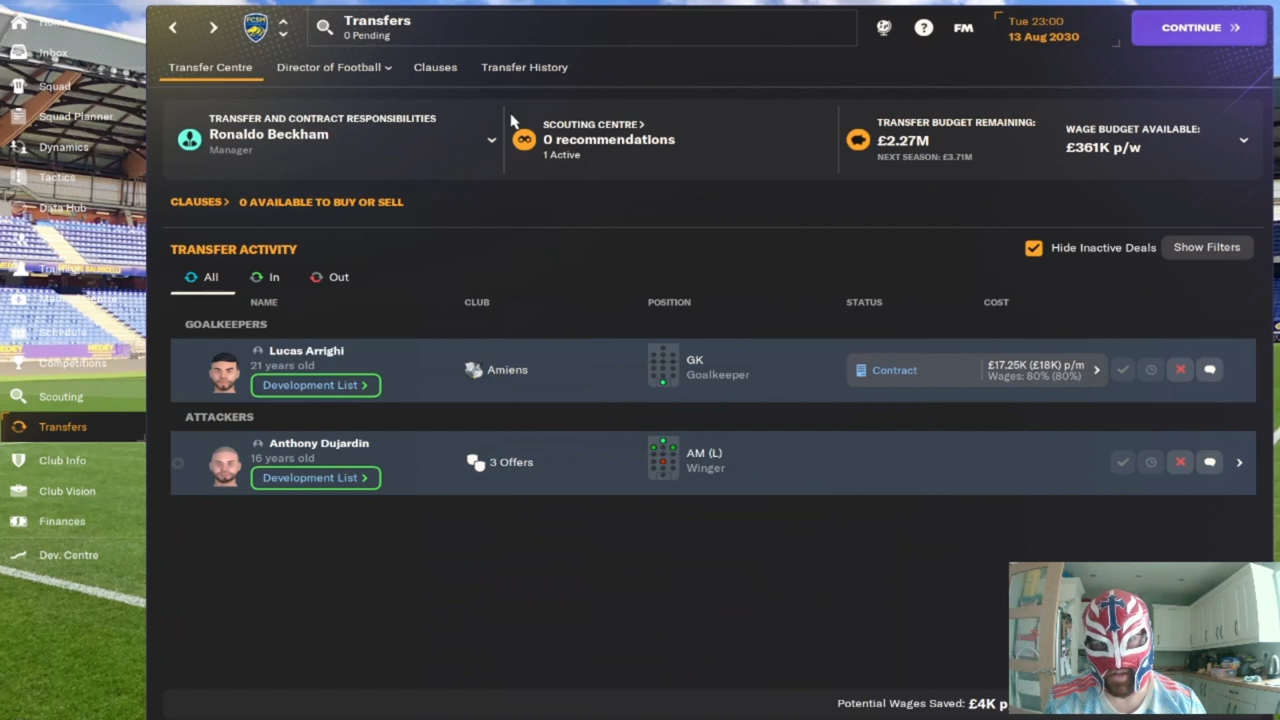 Home
Inbox
Squad
Squad Planner
Dynamics
Tactics
Data Hub
Schedule
Competitions
Scouting
Transfers
Club Info
Club Vision
Finances
Dev. Centre
FCSM
Transfers
0 Pending
?
FM
Tue 23:00
13 Aug 2030
CONTINUE
Transfer Centre
Director of Football
Clauses
Transfer History
TRANSFER AND CONTRACT RESPONSIBILITIES
Ronaldo Beckham
Manager
SCOUTING CENTRE >
0 recommendations
1 Active
TRANSFER BUDGET REMAINING:
£2.27M
NEXT SEASON: £3.71M
WAGE BUDGET AVAILABLE:
£361K p/w
CLAUSES > 0 AVAILABLE TO BUY OR SELL
TRANSFER ACTIVITY
Hide Inactive Deals
Show Filters
All
In
Out
NAME
CLUB
POSITION
STATUS
COST
GOALKEEPERS
Lucas Arrighi
21 years old
Development List >
Amiens
GK
Goalkeeper
Contract
£17.25K (£18K) p/m
Wages: 80% (80%)
ATTACKERS
Anthony Dujardin
16 years old
Development List >
3 Offers
AM (L)
Winger
Potential Wages Saved: £4K p